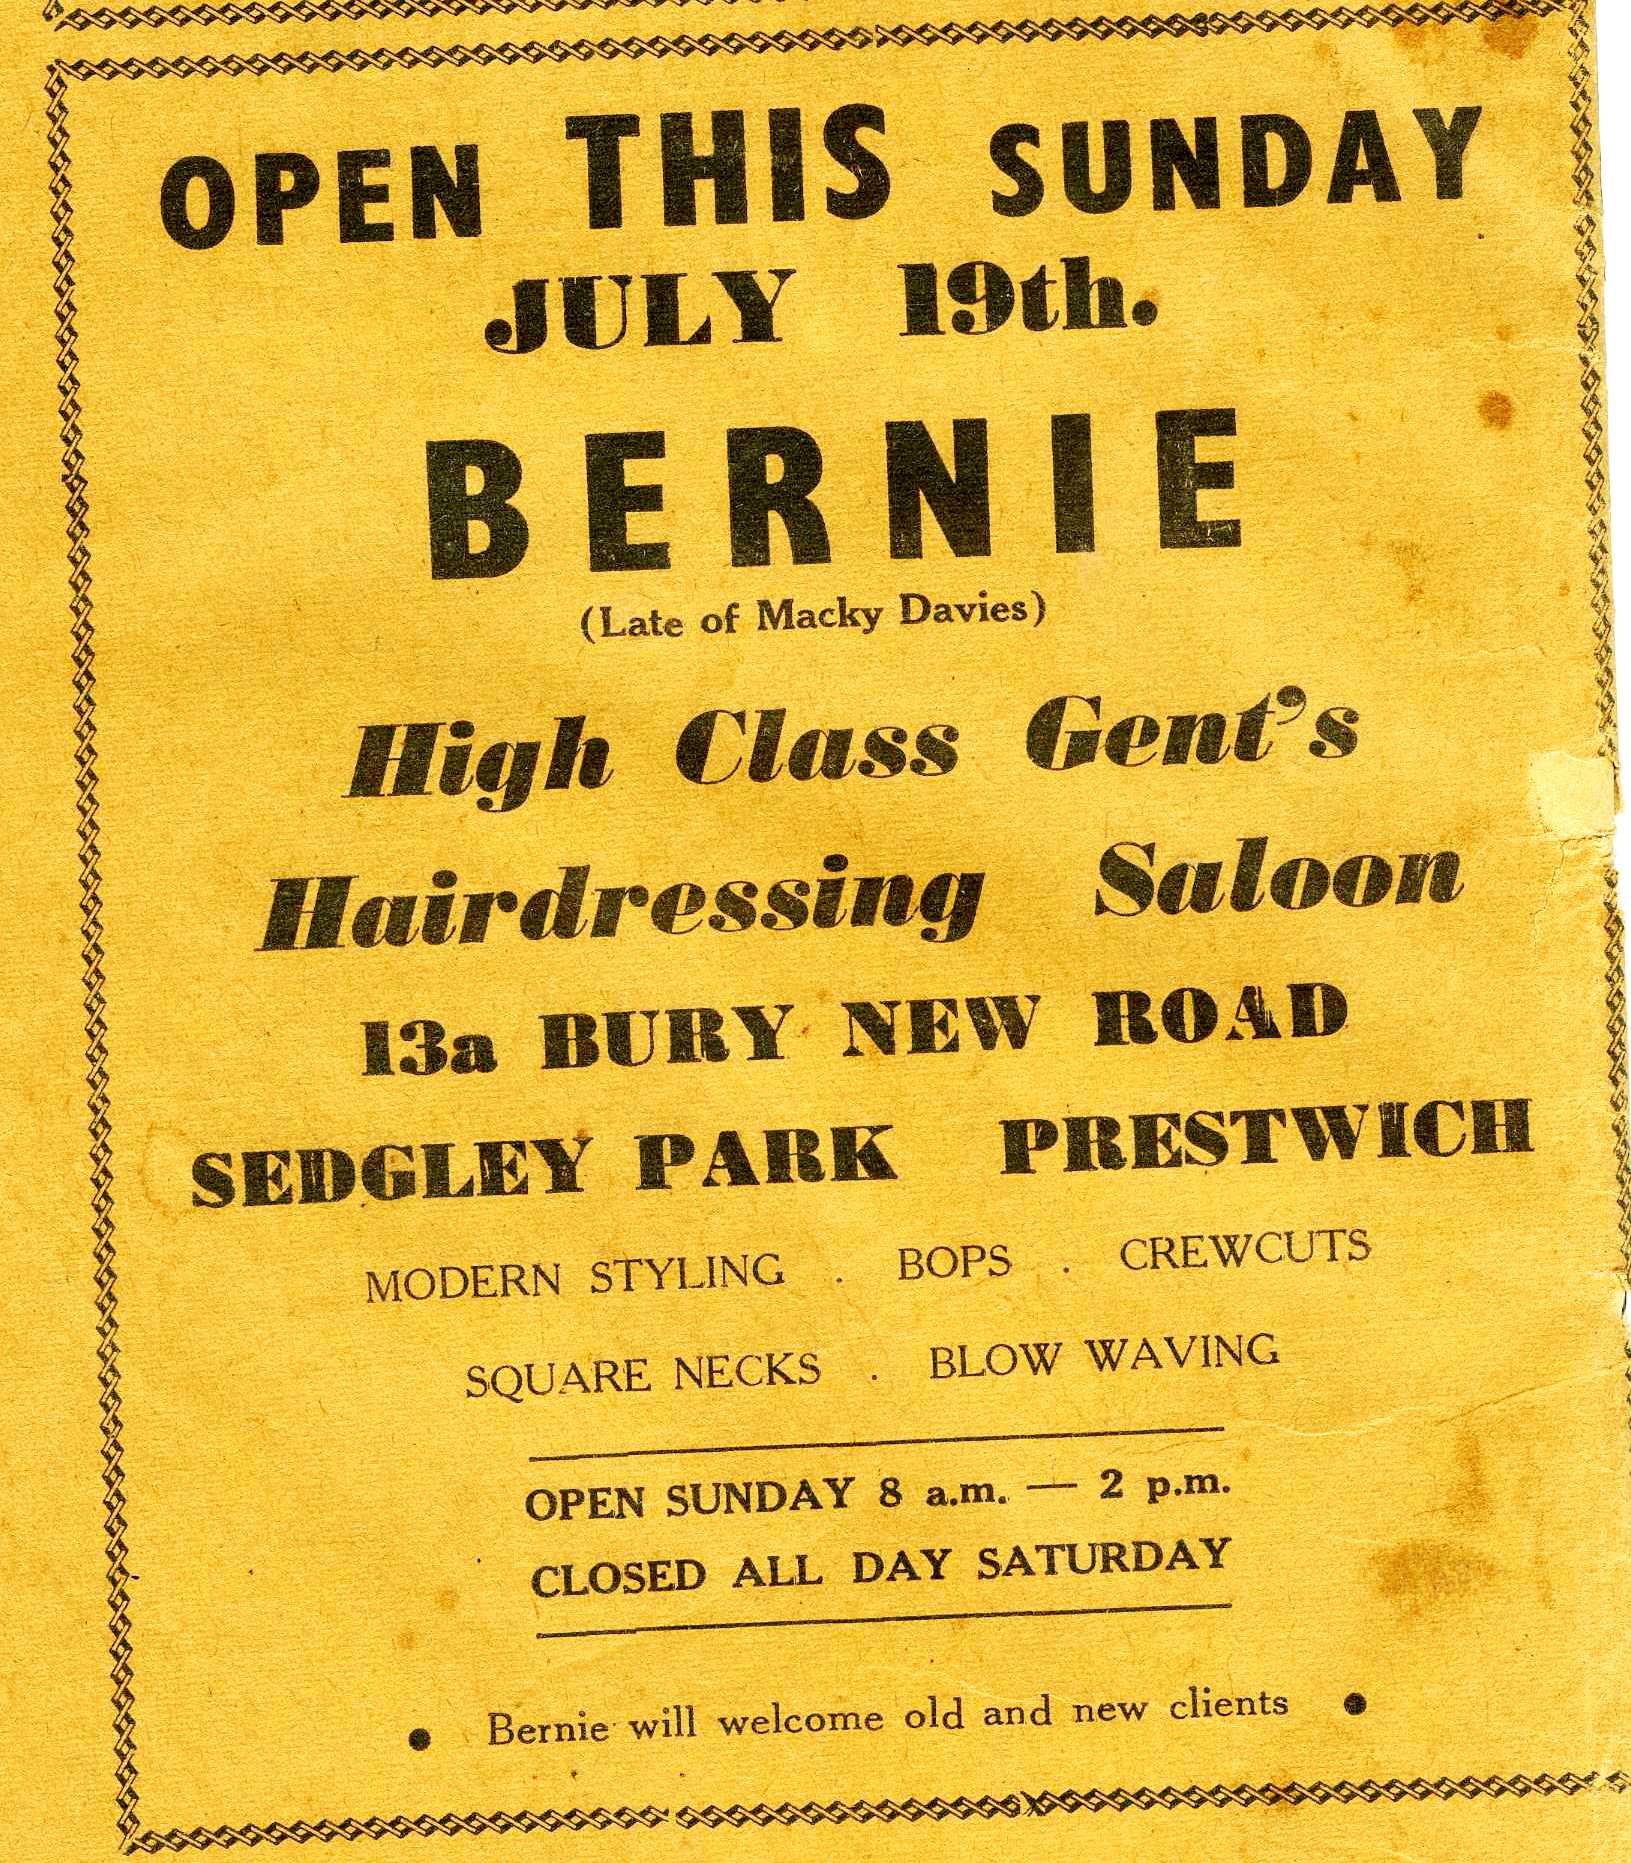 OPEN THIS SUNDAY
JULY 19th.
BERNIE
(Late of Macky Davies)
High Class Gent's
Hairdressing Saloon
13a BURY NEW ROAD
SEDGLEY PARK PRESTWICH
MODERN STYLING . BOPS . CREWCUTS
SQUARE NECKS . BLOW WAVING
OPEN SUNDAY 8 a.m. — 2 p.m.
CLOSED ALL DAY SATURDAY
● Bernie will welcome old and new clients ●